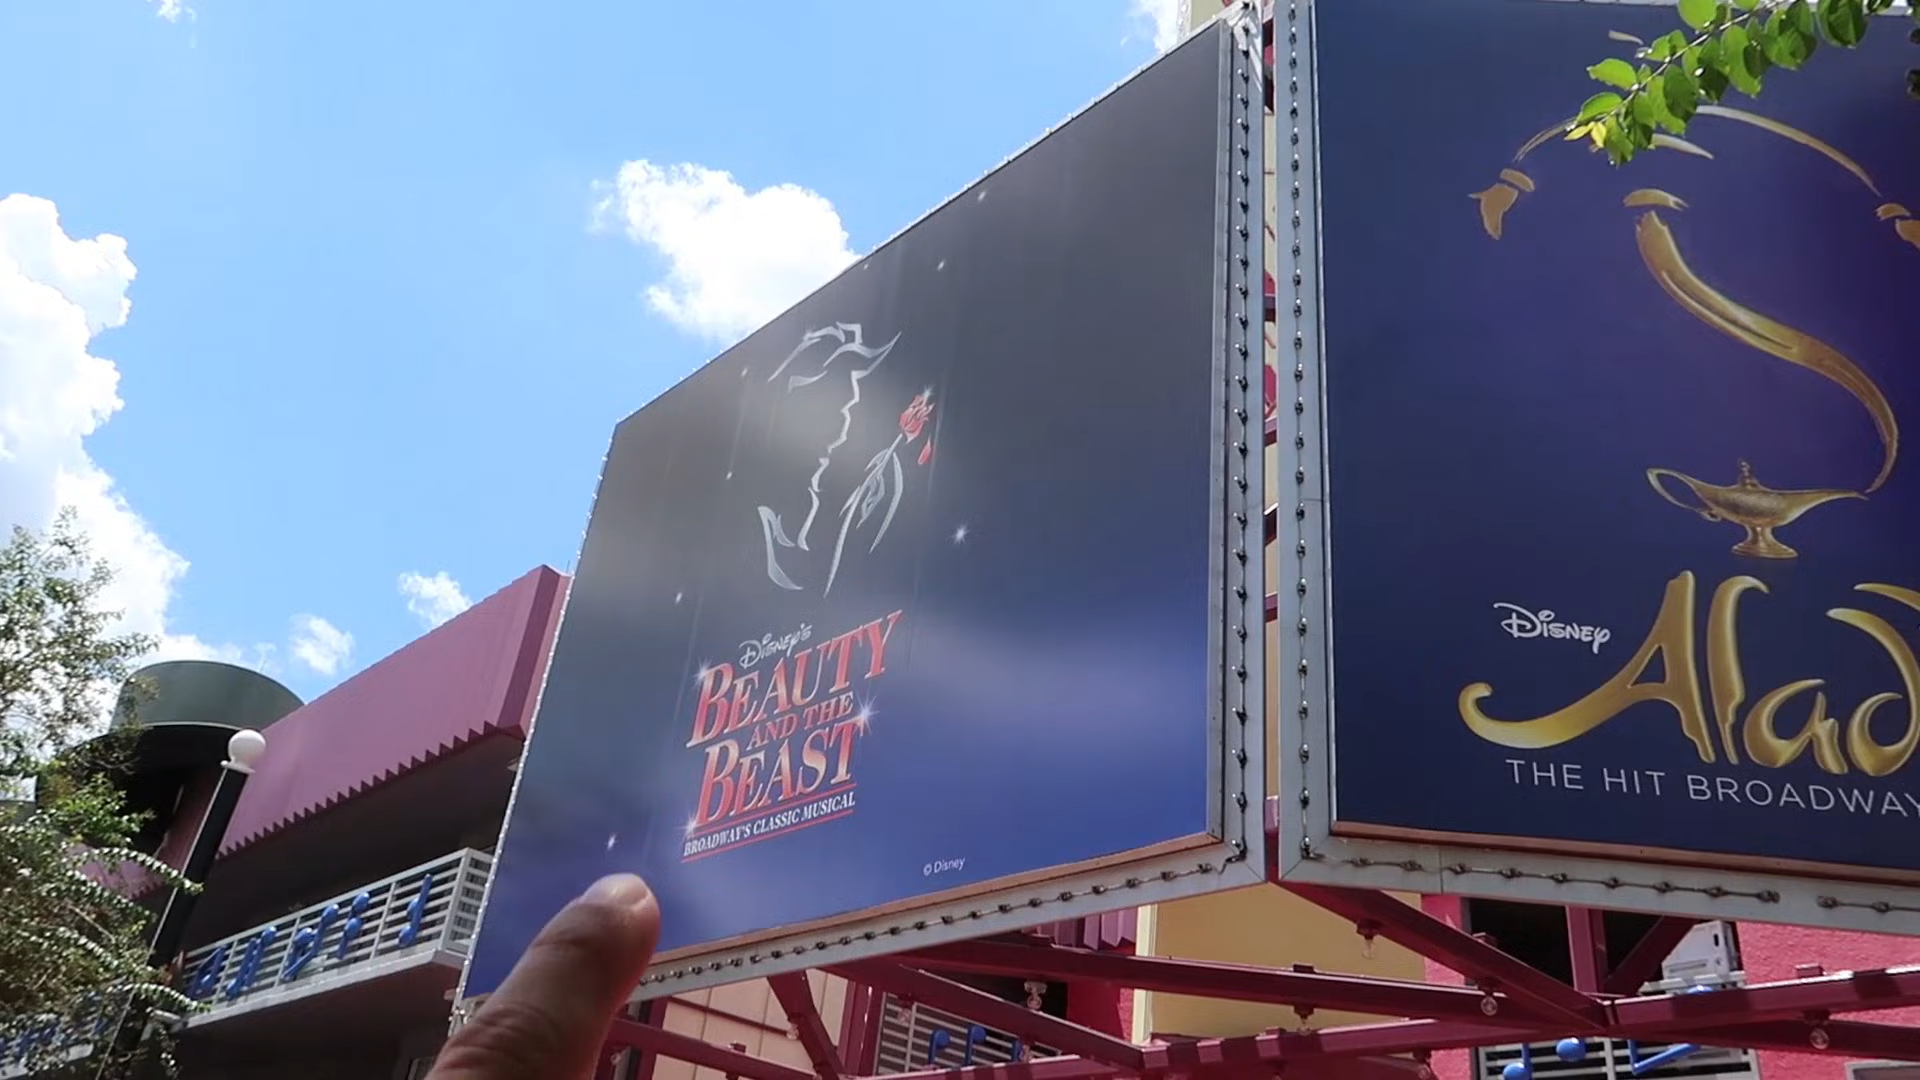 DISNEY'S
BEAUTY
AND THE
BEAST
BROADWAY'S CLASSIC MUSICAL
© Disney
DISNEY
Alad
THE HIT BROADWAY